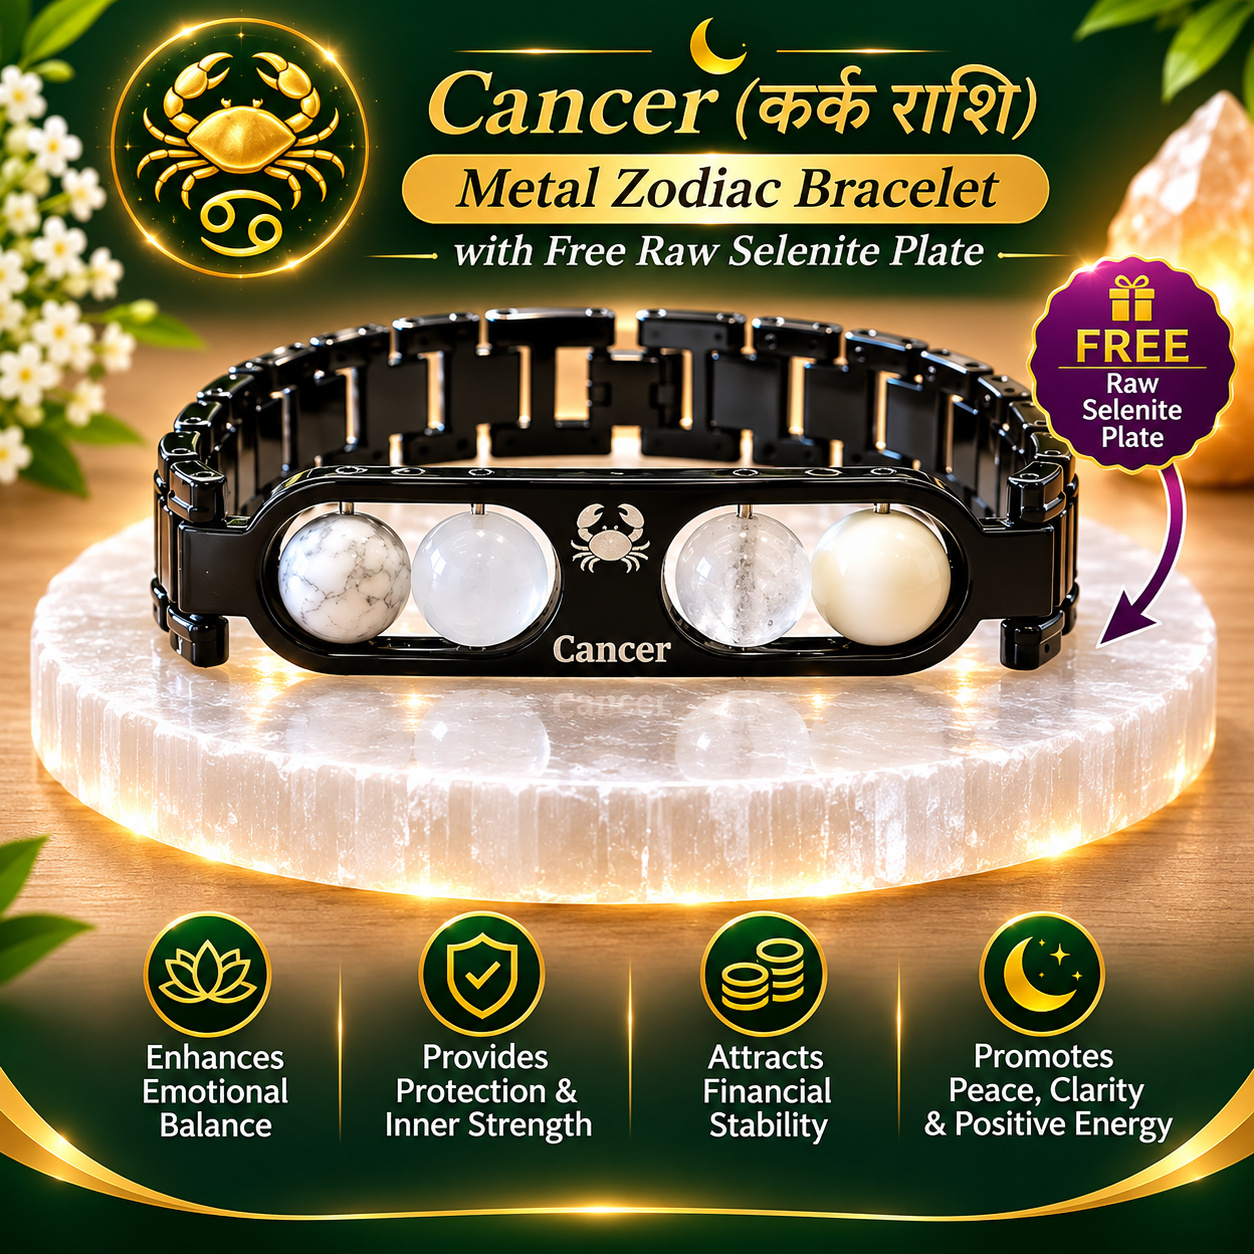 Cancer (कर्क राशि)
Metal Zodiac Bracelet
with Free Raw Selenite Plate
FREE
Raw
Selenite
Plate
Cancer
Cancer
Enhances
Emotional
Balance
Provides
Protection &
Inner Strength
Attracts
Financial
Stability
Promotes
Peace, Clarity
& Positive Energy